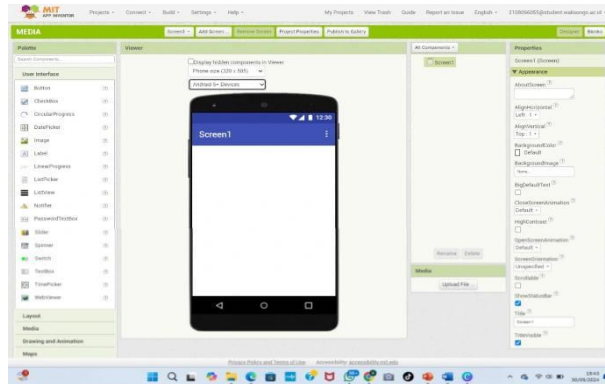 MIT
APP INVENTOR
Projects Connect Build Settings Help My Projects View Trash Guide Report an Issue English
MEDIA
Screen1 Add Screen... Remove Screen Project Properties Publish to Gallery Designer Blocks
Palette
Search Components...
User Interface
Button
CheckBox
CircularProgress
DatePicker
Image
Label
LinearProgress
ListPicker
ListView
Notifier
PasswordTextBox
Slider
Spinner
Switch
TextBox
TimePicker
WebViewer
Layout
Media
Drawing and Animation
Maps
Viewer
Display hidden components in Viewer
Phone size (320 x 505)
Android 5+ Devices
12:30
Screen1
All Components
Screen1
Rename Delete
Media
Upload File ...
Properties
Screen1 (Screen)
Appearance
AboutScreen
AlignHorizontal
Left : 1
AlignVertical
Top : 1
BackgroundColor
Default
BackgroundImage
None...
BigDefaultText
CloseScreenAnimation
Default
HighContrast
OpenScreenAnimation
Default
ScreenOrientation
Unspecified
Scrollable
ShowStatusBar
Title
Screen1
TitleVisible
Privacy Policy and Terms of Use Accessibility: accessibility.mit.edu